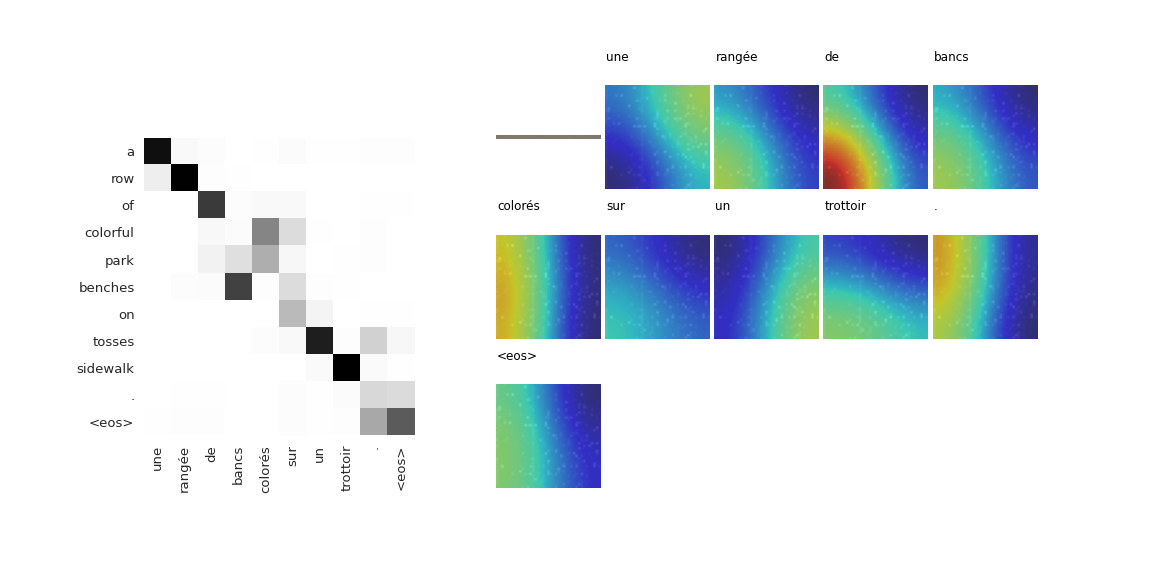 a
row
of
colorful
park
benches
on
tosses
sidewalk
.
<eos>
une
rangée
de
bancs
colorés
sur
un
trottoir
.
<eos>
une rangée de bancs
colorés sur un trottoir .
<eos>